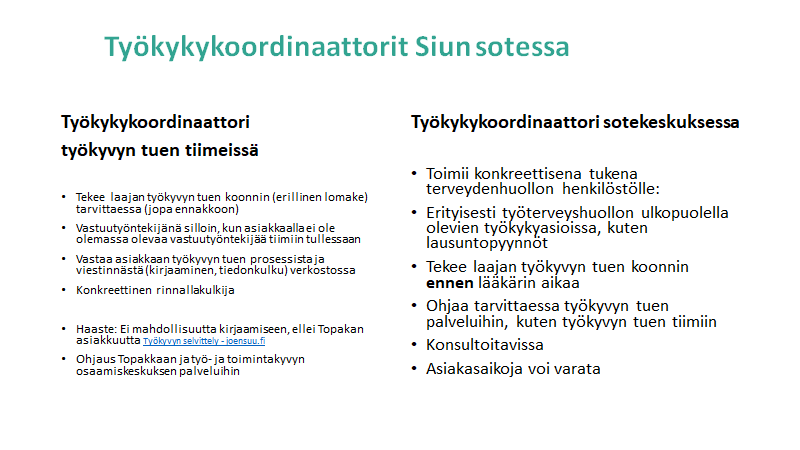 Työkykykoordinaattorit Siun sotessa
Työkykykoordinaattori
työkyvyn tuen tiimeissä
• Tekee laajan työkyvyn tuen koonnin (erillinen lomake)
tarvittaessa (jopa ennakkoon)
• Vastuutyöntekijänä silloin, kun asiakkaalla ei ole
olemassa olevaa vastuutyöntekijää tiimiin tullessaan
• Vastaa asiakkaan työkyvyn tuen prosessista ja
viestinnästä (kirjaaminen, tiedonkulku) verkostossa
• Konkreettinen rinnallakulkija
• Haaste: Ei mahdollisuutta kirjaamiseen, ellei Topakan
asiakkuutta Työkyvyn selvittely - joensuu.fi
• Ohjaus Topakkaan ja työ- ja toimintakyvyn
osaamiskeskuksen palveluihin
Työkykykoordinaattori sotekeskuksessa
• Toimii konkreettisena tukena
terveydenhuollon henkilöstölle:
• Erityisesti työterveyshuollon ulkopuolella
olevien työkykyasioissa, kuten
lausuntopyynnöt
• Tekee laajan työkyvyn tuen koonnin
ennen lääkärin aikaa
• Ohjaa tarvittaessa työkyvyn tuen
palveluihin, kuten työkyvyn tuen tiimiin
• Konsultoitavissa
• Asiakasaikoja voi varata